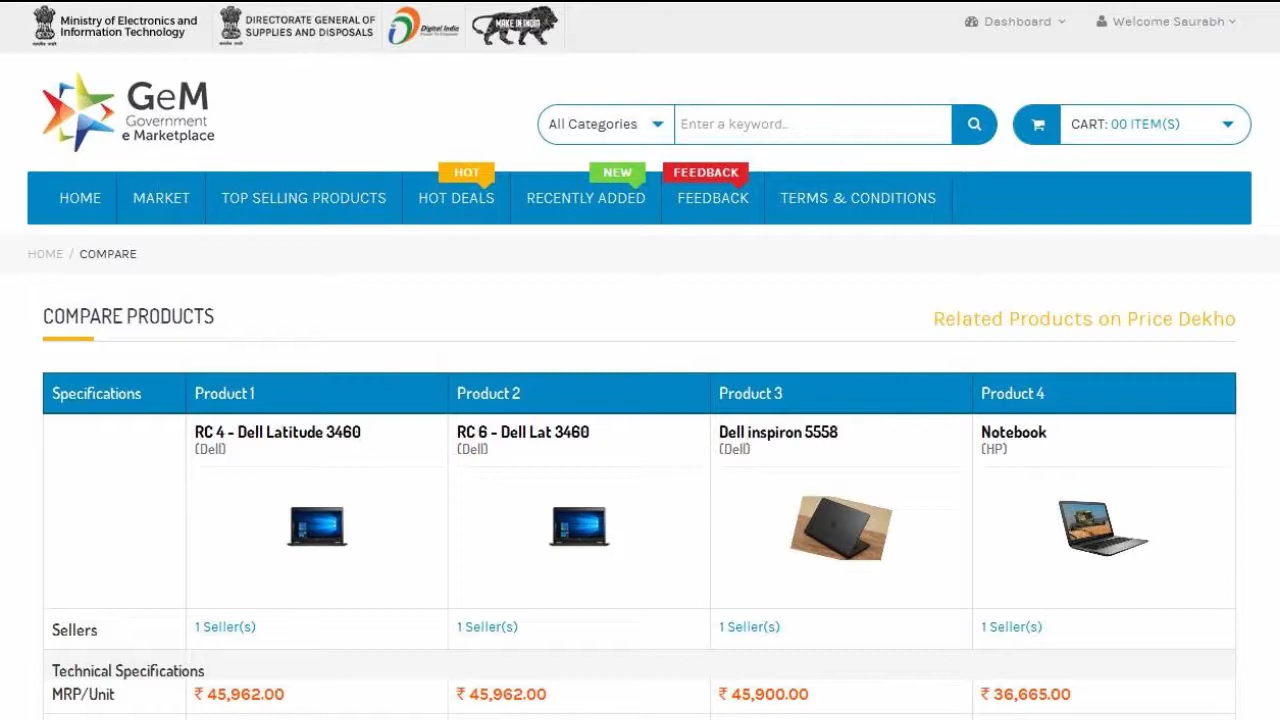 Ministry of Electronics and
Information Technology
DIRECTORATE GENERAL OF
SUPPLIES AND DISPOSALS
Digital India
Power To Empower
MAKE IN INDIA
Dashboard
Welcome Saurabh
GeM
Government
e Marketplace
All Categories
Enter a keyword..
CART: 00 ITEM(S)
HOT
NEW
FEEDBACK
HOME
MARKET
TOP SELLING PRODUCTS
HOT DEALS
RECENTLY ADDED
FEEDBACK
TERMS & CONDITIONS
HOME / COMPARE
COMPARE PRODUCTS
Related Products on Price Dekho
Specifications
Product 1
Product 2
Product 3
Product 4
RC 4 - Dell Latitude 3460
(Dell)
RC 6 - Dell Lat 3460
(Dell)
Dell inspiron 5558
(Dell)
Notebook
(HP)
Sellers
1 Seller(s)
1 Seller(s)
1 Seller(s)
1 Seller(s)
Technical Specifications
MRP/Unit
₹ 45,962.00
₹ 45,962.00
₹ 45,900.00
₹ 36,665.00